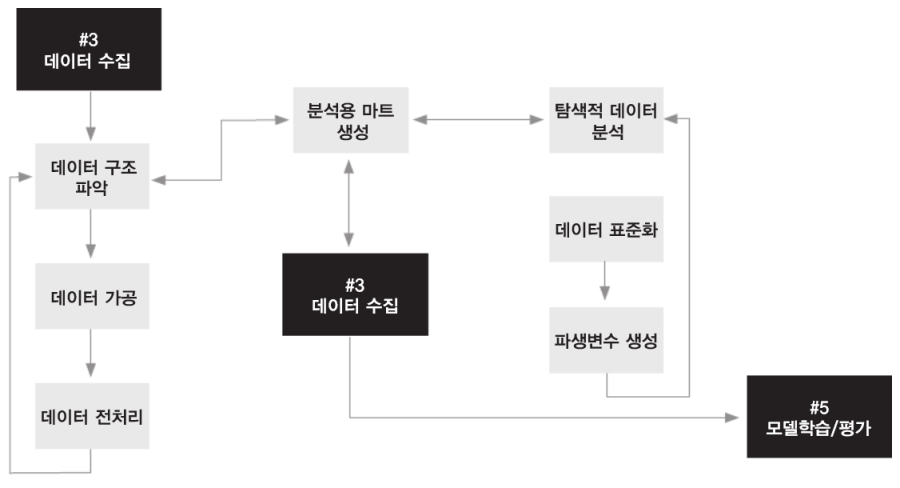 #3
데이터 수집
데이터 구조
파악
데이터 가공
데이터 전처리
분석용 마트
생성
#3
데이터 수집
탐색적 데이터
분석
데이터 표준화
파생변수 생성
#5
모델학습/평가